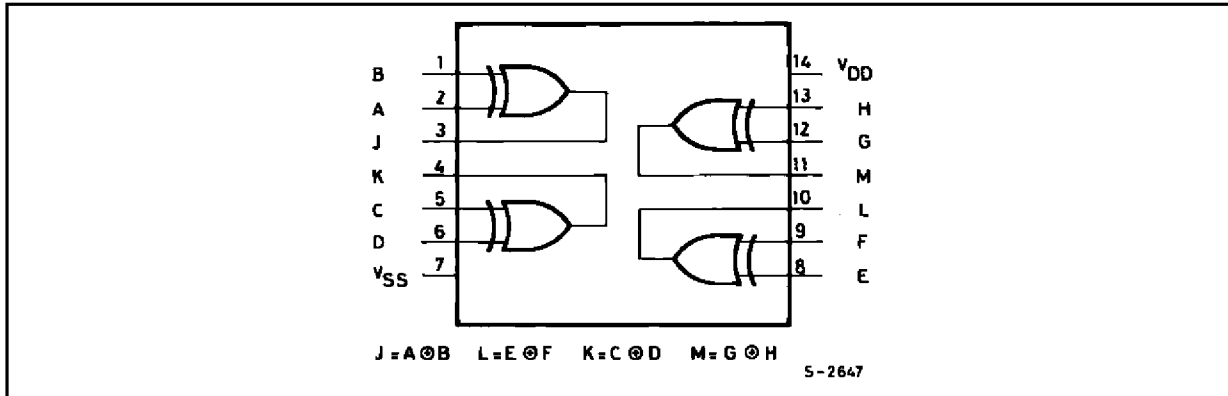 B 1 14 VDD
A 2 13 H
J 3 12 G
K 4 11 M
C 5 10 L
D 6 9 F
VSS 7 8 E
J = A ⊕ B L = E ⊕ F K = C ⊕ D M = G ⊕ H
S-2647